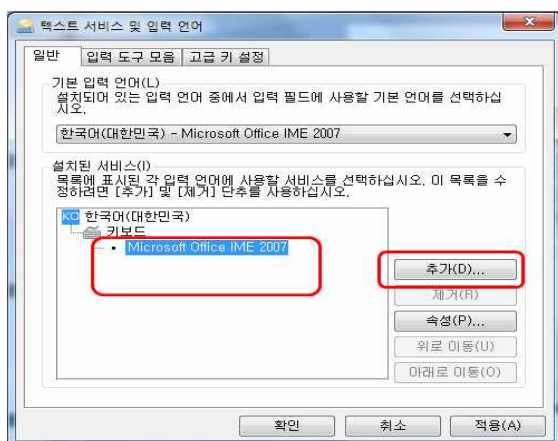 텍스트 서비스 및 입력 언어
일반 입력 도구 모음 고급 키 설정
기본 입력 언어(L)
설치되어 있는 입력 언어 중에서 입력 필드에 사용할 기본 언어를 선택하십
시오.
한국어(대한민국) - Microsoft Office IME 2007
설치된 서비스(I)
목록에 표시된 각 입력 언어에 사용할 서비스를 선택하십시오. 이 목록을 수
정하려면 [추가] 및 [제거] 단추를 사용하십시오.
KO 한국어(대한민국)
키보드
Microsoft Office IME 2007
추가(D)...
제거(R)
속성(P)...
위로 이동(U)
아래로 이동(O)
확인 취소 적용(A)